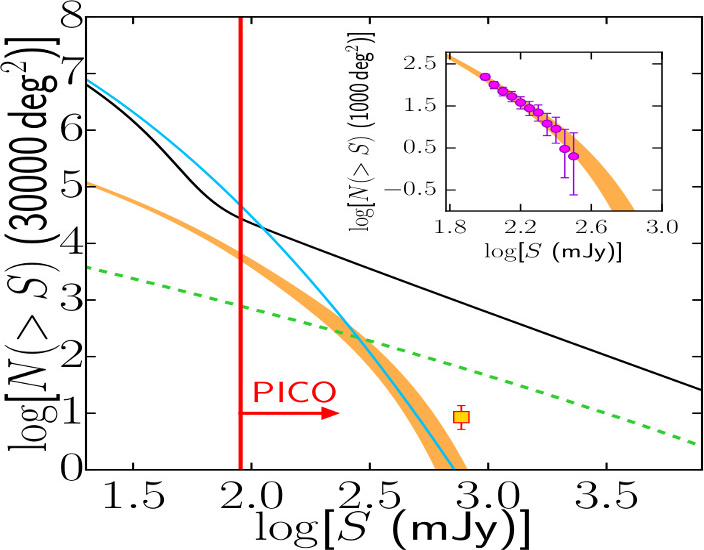 log[N(> S) (30000 deg²)]
8
7
6
5
4
3
2
1
0
1.5 2.0 2.5 3.0 3.5
log[S (mJy)]
PICO
log[N(> S) (1000 deg²)]
2.5
1.5
0.5
−0.5
1.8 2.2 2.6 3.0
log[S (mJy)]